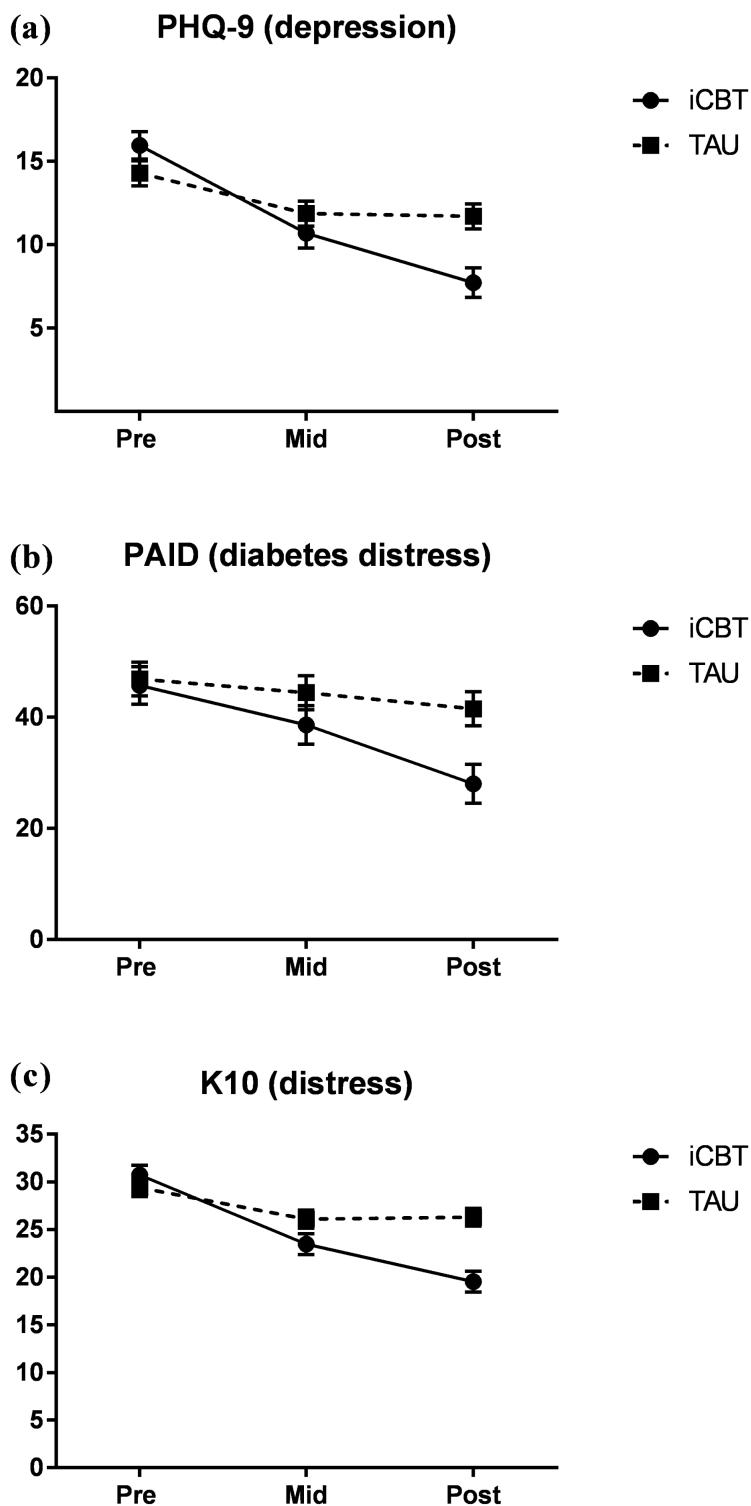 (a) PHQ-9 (depression)
20
15
10
5
Pre Mid Post
iCBT
TAU
(b) PAID (diabetes distress)
60
40
20
0
Pre Mid Post
iCBT
TAU
(c) K10 (distress)
35
30
25
20
15
10
5
0
Pre Mid Post
iCBT
TAU